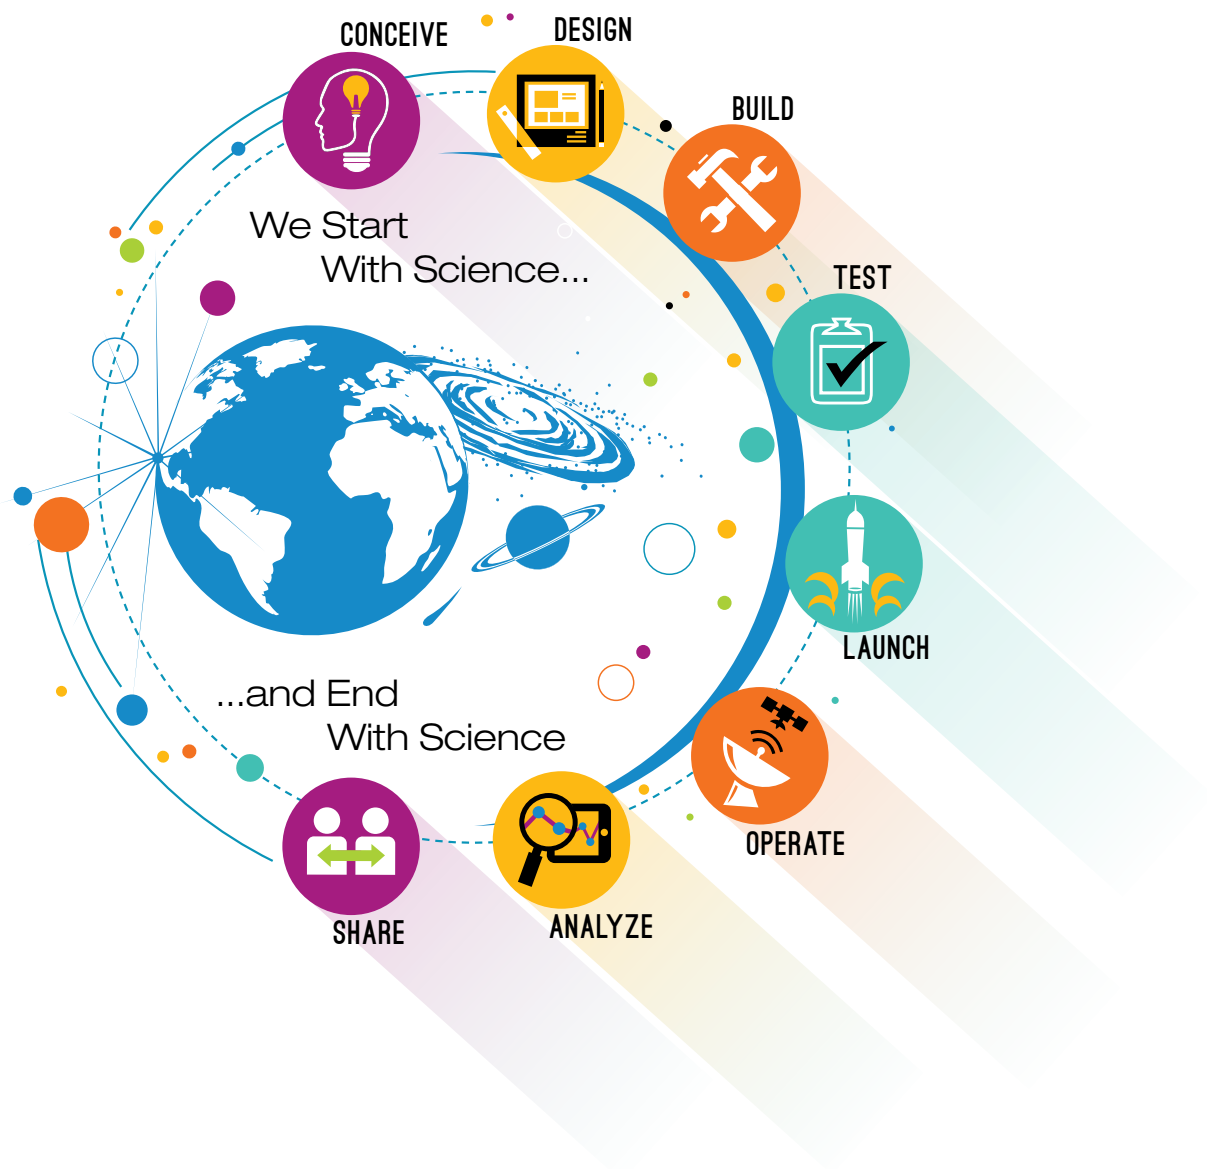 CONCEIVE
DESIGN
BUILD
TEST
We Start
With Science...
LAUNCH
...and End
With Science
OPERATE
ANALYZE
SHARE